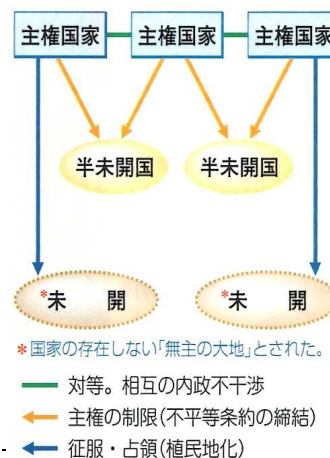 主権国家 主権国家 主権国家
半未開国 半未開国
*未 開 *未 開
*国家の存在しない「無主の大地」とされた。
対等。相互の内政不干渉
主権の制限(不平等条約の締結)
征服・占領(植民地化)